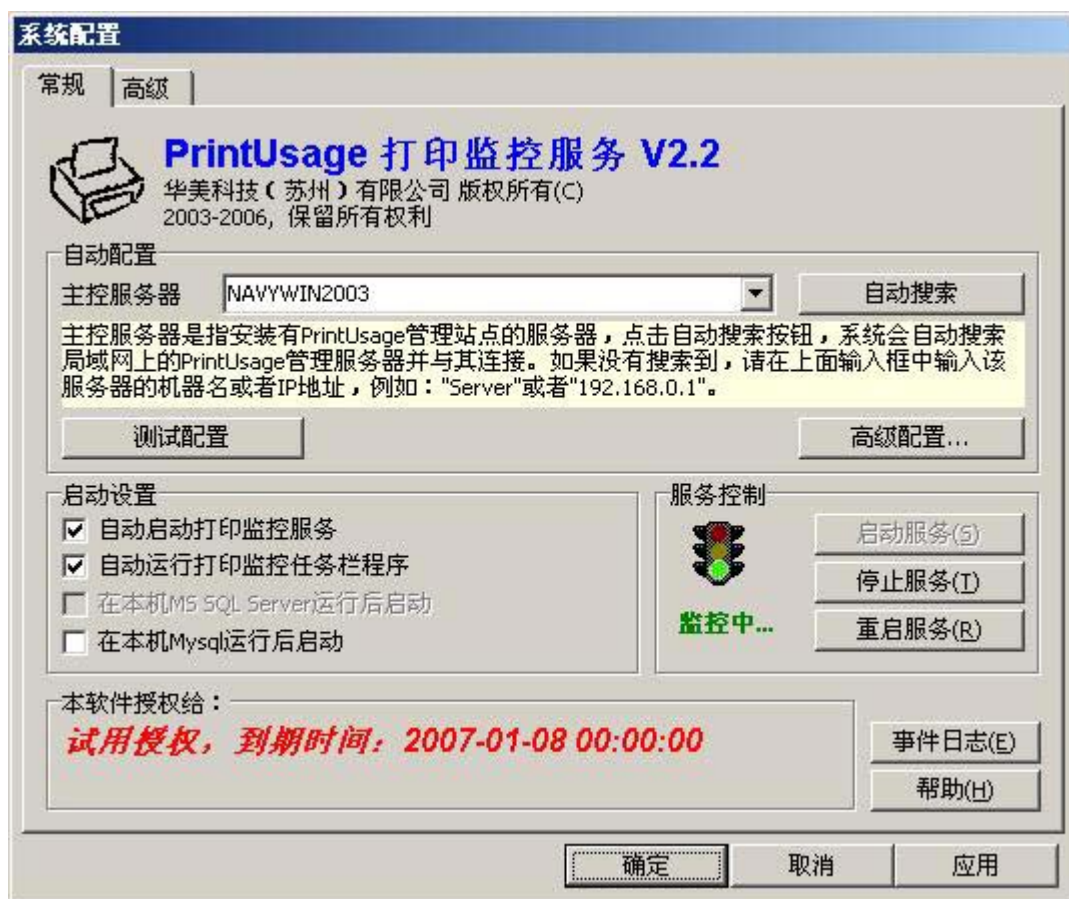 系统配置
常规
高级
PrintUsage 打印监控服务 V2.2
华美科技（苏州）有限公司 版权所有(C)
2003-2006, 保留所有权利
自动配置
主控服务器
NAVYWIN2003
自动搜索
主控服务器是指安装有PrintUsage管理站点的服务器，点击自动搜索按钮，系统会自动搜索
局域网上的PrintUsage管理服务器并与其连接。如果没有搜索到，请在上面输入框中输入该
服务器的机器名或者IP地址，例如："Server"或者"192.168.0.1"。
测试配置
高级配置...
启动设置
自动启动打印监控服务
自动运行打印监控任务栏程序
在本机MS SQL Server运行后启动
在本机Mysql运行后启动
服务控制
监控中...
启动服务(S)
停止服务(T)
重启服务(R)
本软件授权给：
试用授权，到期时间：2007-01-08 00:00:00
事件日志(E)
帮助(H)
确定
取消
应用